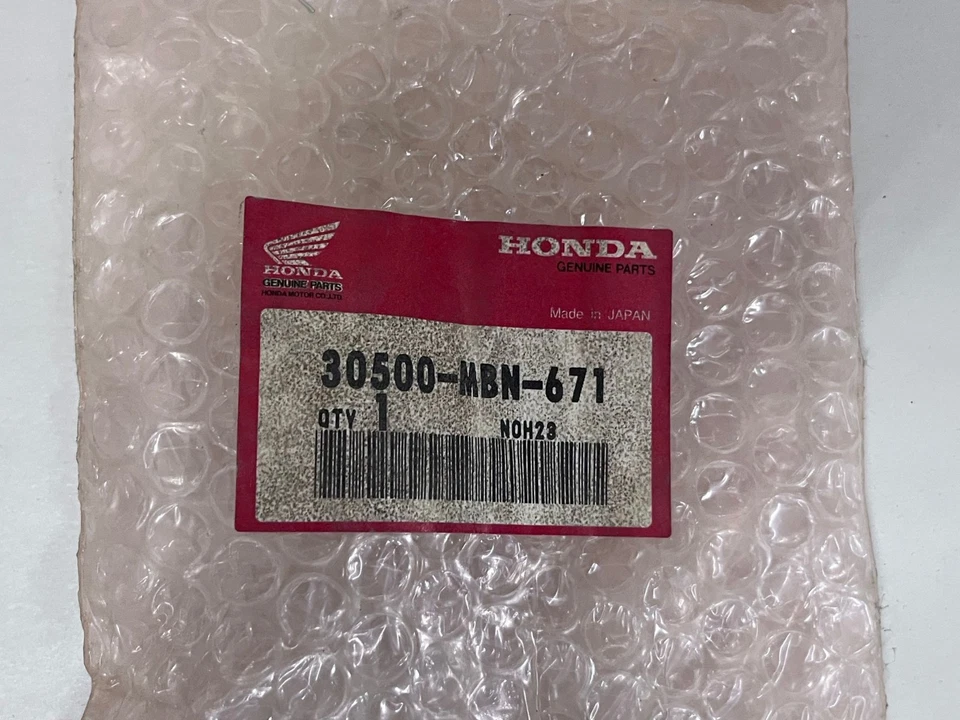 HONDA
GENUINE PARTS
HONDA MOTOR CO.,LTD.
HONDA
GENUINE PARTS
Made in JAPAN
30500-MBN-671
QTY 1 NOH23